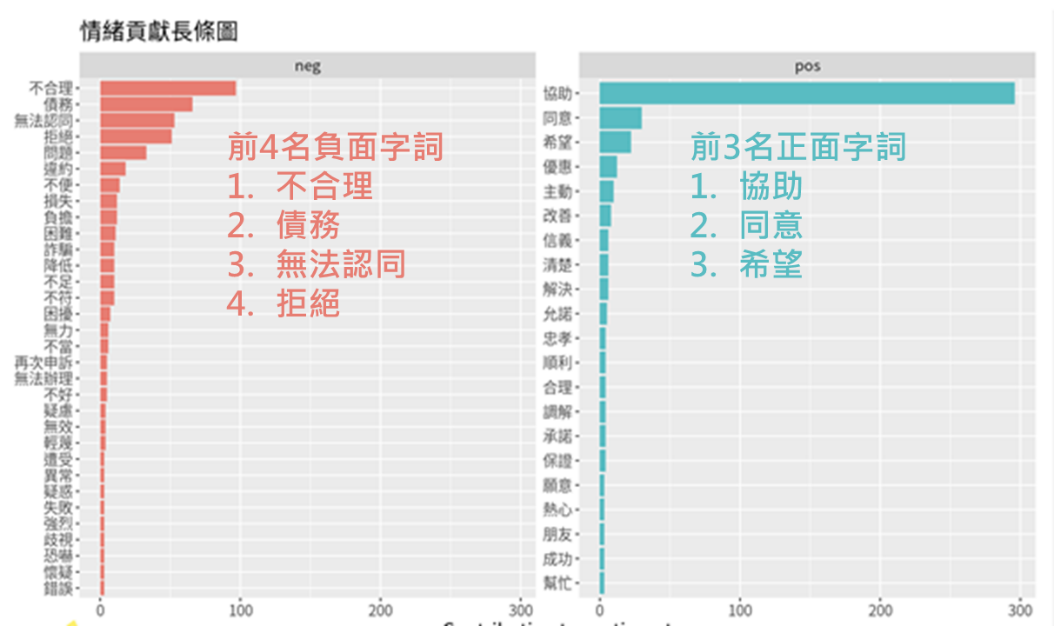 情緒貢獻長條圖
neg
不合理
債務
無法認同
拒絕
問題
違約
不便
損失
負擔
困難
詐騙
降低
不足
不符
困擾
無力
不當
再次申訴
無法辦理
不好
疑慮
無效
輕蔑
遭受
異常
疑惑
失敗
強烈
歧視
恐嚇
懷疑
錯誤
前4名負面字詞
1. 不合理
2. 債務
3. 無法認同
4. 拒絕
0 100 200 300
pos
協助
同意
希望
優惠
主動
改善
信義
清楚
解決
允諾
忠孝
順利
合理
調解
承諾
保證
願意
熱心
朋友
成功
幫忙
前3名正面字詞
1. 協助
2. 同意
3. 希望
0 100 200 300